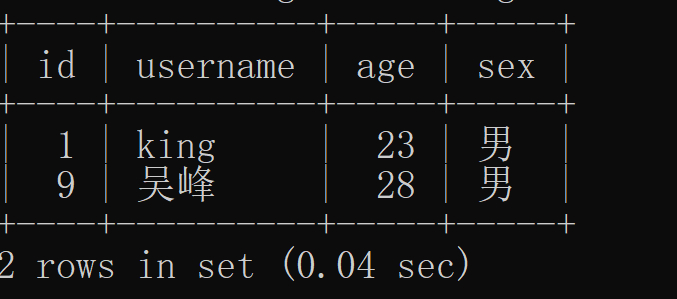 +----+----------+-----+-----+
| id | username | age | sex |
+----+----------+-----+-----+
|  1 | king     |  23 | 男  |
|  9 | 吴峰     |  28 | 男  |
+----+----------+-----+-----+
2 rows in set (0.04 sec)